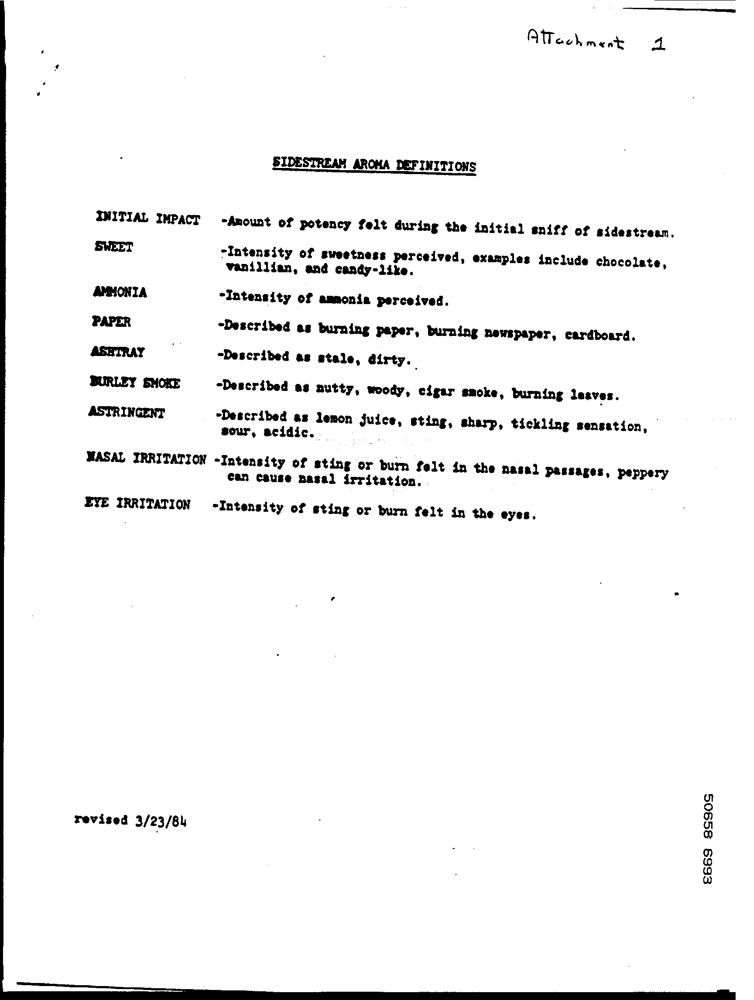 Attachment 1
SIDESTREAM AROMA DEFINITIONS
INITIAL IMPACT -Amount of potency felt during the initial sniff of sidestream.
SWEET -Intensity of sweetness perceived, examples include chocolate,
vanillian, and candy-like.
AMMONIA -Intensity of ammonia perceived.
PAPER -Described as burning paper, burning newspaper, cardboard.
ASHTRAY -Described as stale, dirty.
BURLEY SMOKE -Described as nutty, woody, cigar smoke, burning leaves.
ASTRINGENT -Described as lemon juice, sting, sharp, tickling sensation,
sour, acidic.
NASAL IRRITATION -Intensity of sting or burn felt in the nasal passages, peppery
can cause nasal irritation.
EYE IRRITATION -Intensity of sting or burn felt in the eyes.
revised 3/23/84
50658 6993